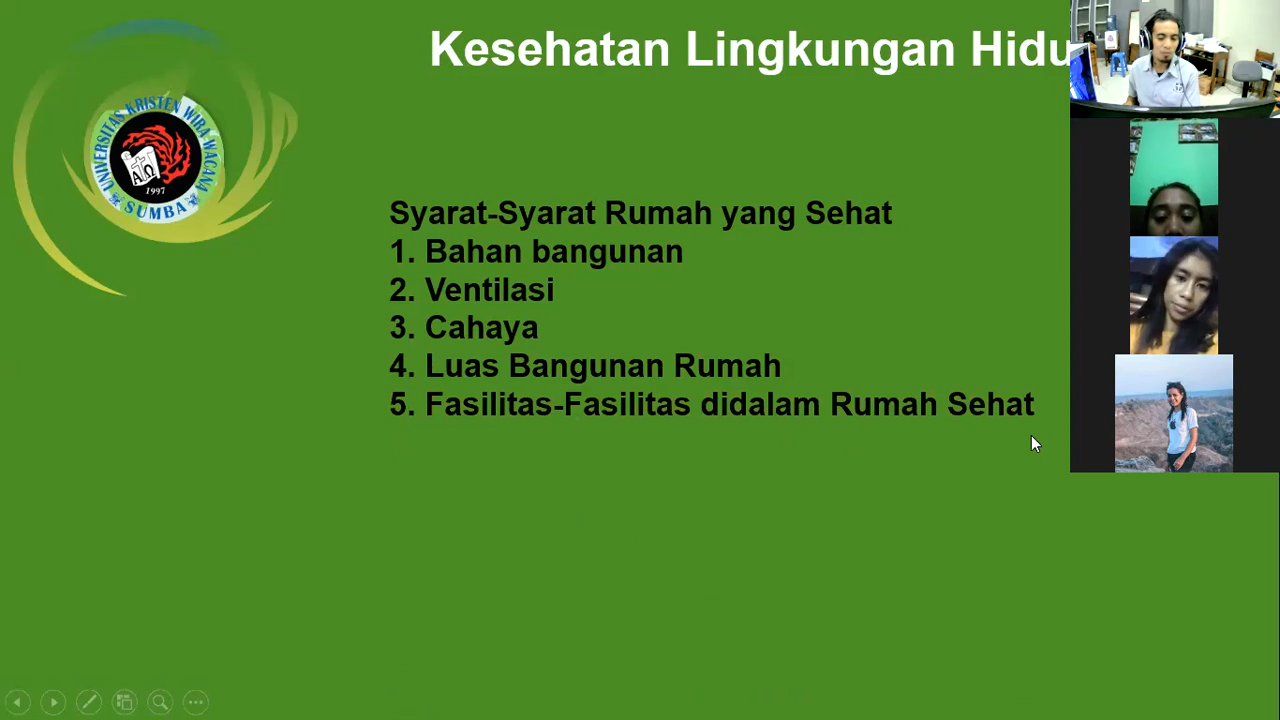 Kesehatan Lingkungan Hidu
UNIVERSITAS KRISTEN WIRA WACANA
ΑΩ
1997
SUMBA
Syarat-Syarat Rumah yang Sehat
1. Bahan bangunan
2. Ventilasi
3. Cahaya
4. Luas Bangunan Rumah
5. Fasilitas-Fasilitas didalam Rumah Sehat